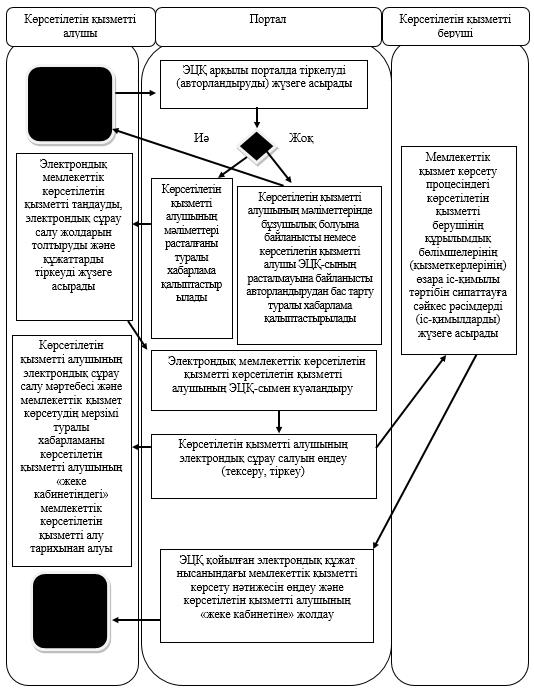 Көрсетілетін қызметті
алушы
Портал
Көрсетілетін қызметті
беруші
ЭЦҚ арқылы порталда тіркелуді
(авторландыруды) жүзеге асырады
Иә
Жоқ
Электрондық
мемлекеттік
көрсетілетін
қызметті таңдауды,
электрондық сұрау
салу жолдарын
толтыруды және
құжаттарды
тіркеуді жүзеге
асырады
Көрсетілетін
қызметті
алушының
мәліметтері
расталғаны
туралы
хабарлама
қалыптастыр
ылады
Көрсетілетін қызметті
алушының мәліметтерінде
бұзушылық болуына
байланысты немесе
көрсетілетін қызметті
алушы ЭЦҚ-сының
расталмауына байланысты
авторландырудан бас тарту
туралы хабарлама
қалыптастырылады
Мемлекеттік
қызмет көрсету
процесіндегі
көрсетілетін
қызметті
берушінің
құрылымдық
бөлімшелерінің
(қызметкерлерінің)
өзара іс-қимылы
тәртібін сипаттауға
сәйкес рәсімдерді
(іс-қимылдарды)
жүзеге асырады
Көрсетілетін
қызметті алушының
электрондық сұрау
салу мәртебесі және
мемлекеттік қызмет
көрсетудің мерзімі
туралы
хабарламаны
көрсетілетін
қызметті алушының
«жеке
кабинетіндегі»
мемлекеттік
көрсетілетін
қызметті алу
тарихынан алуы
Электрондық мемлекеттік көрсетілетін
қызметті көрсетілетін қызметті
алушының ЭЦҚ-сымен куәландыру
Көрсетілетін қызметті алушының
электрондық сұрау салуын өңдеу
(тексеру, тіркеу)
ЭЦҚ қойылған электрондық құжат
нысанындағы мемлекеттік қызметті
көрсету нәтижесін өңдеу және
көрсетілетін қызметті алушының
«жеке кабинетіне» жолдау